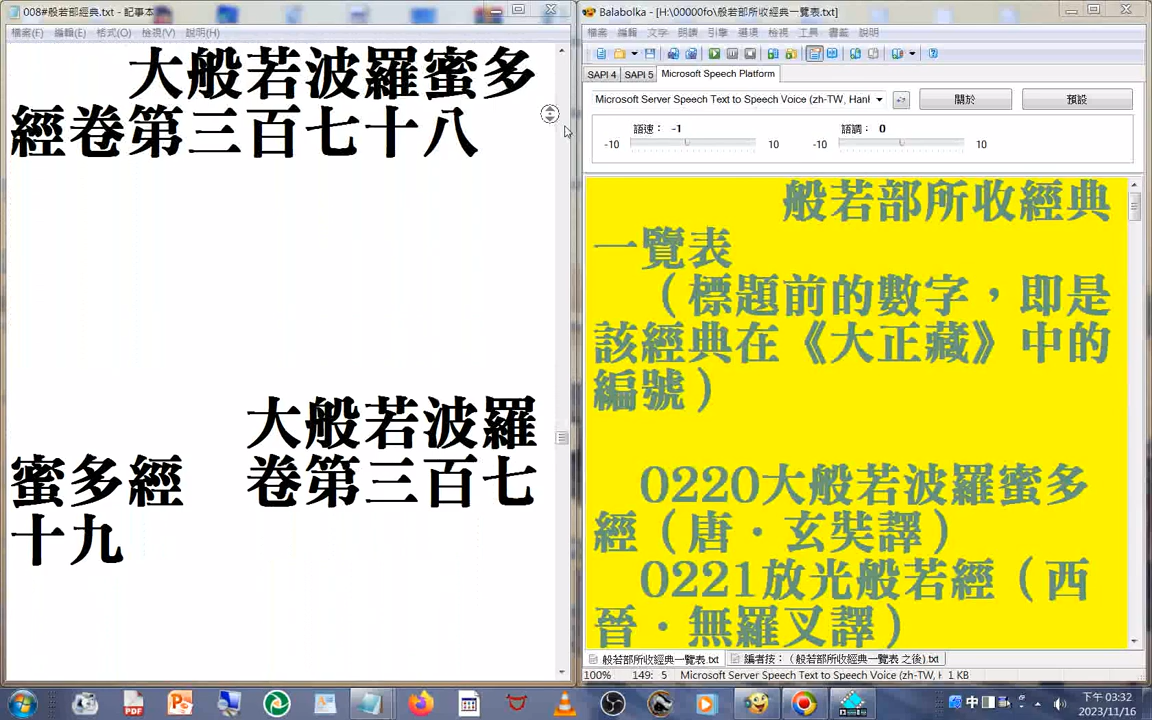 008#般若部經典.txt - 記事本
檔案(F) 編輯(E) 格式(O) 檢視(V) 說明(H)
大般若波羅蜜多
經卷第三百七十八
大般若波羅
蜜多經　卷第三百七
十九
Balabolka - [H:\00000fo\般若部所收經典一覽表.txt]
檔案 編輯 文字 朗讀 引擎 選項 檢視 工具 書籤 說明
SAPI 4 SAPI 5 Microsoft Speech Platform
Microsoft Server Speech Text to Speech Voice (zh-TW, Hanl
關於 預設
語速： -1 語調： 0
-10 10 -10 10
般若部所收經典
一覽表
（標題前的數字，即是
該經典在《大正藏》中的
編號）
0220大般若波羅蜜多
經（唐．玄奘譯）
0221放光般若經（西
晉．無羅叉譯）
般若部所收經典一覽表.txt 編者按：（般若部所收經典一覽表 之後).txt
100% 149: 5 Microsoft Server Speech Text to Speech Voice (zh-TW, H 1 KB
PDF
中
下午 03:32
2023/11/16